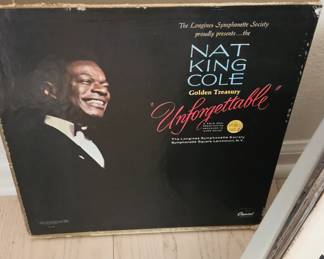 The Longines Symphonette Society
proudly presents...the
NAT
KING
COLE
Golden Treasury
"Unforgettable"
The Longines Symphonette Society
Symphonette Square, Larchmont, N.Y.
Capitol